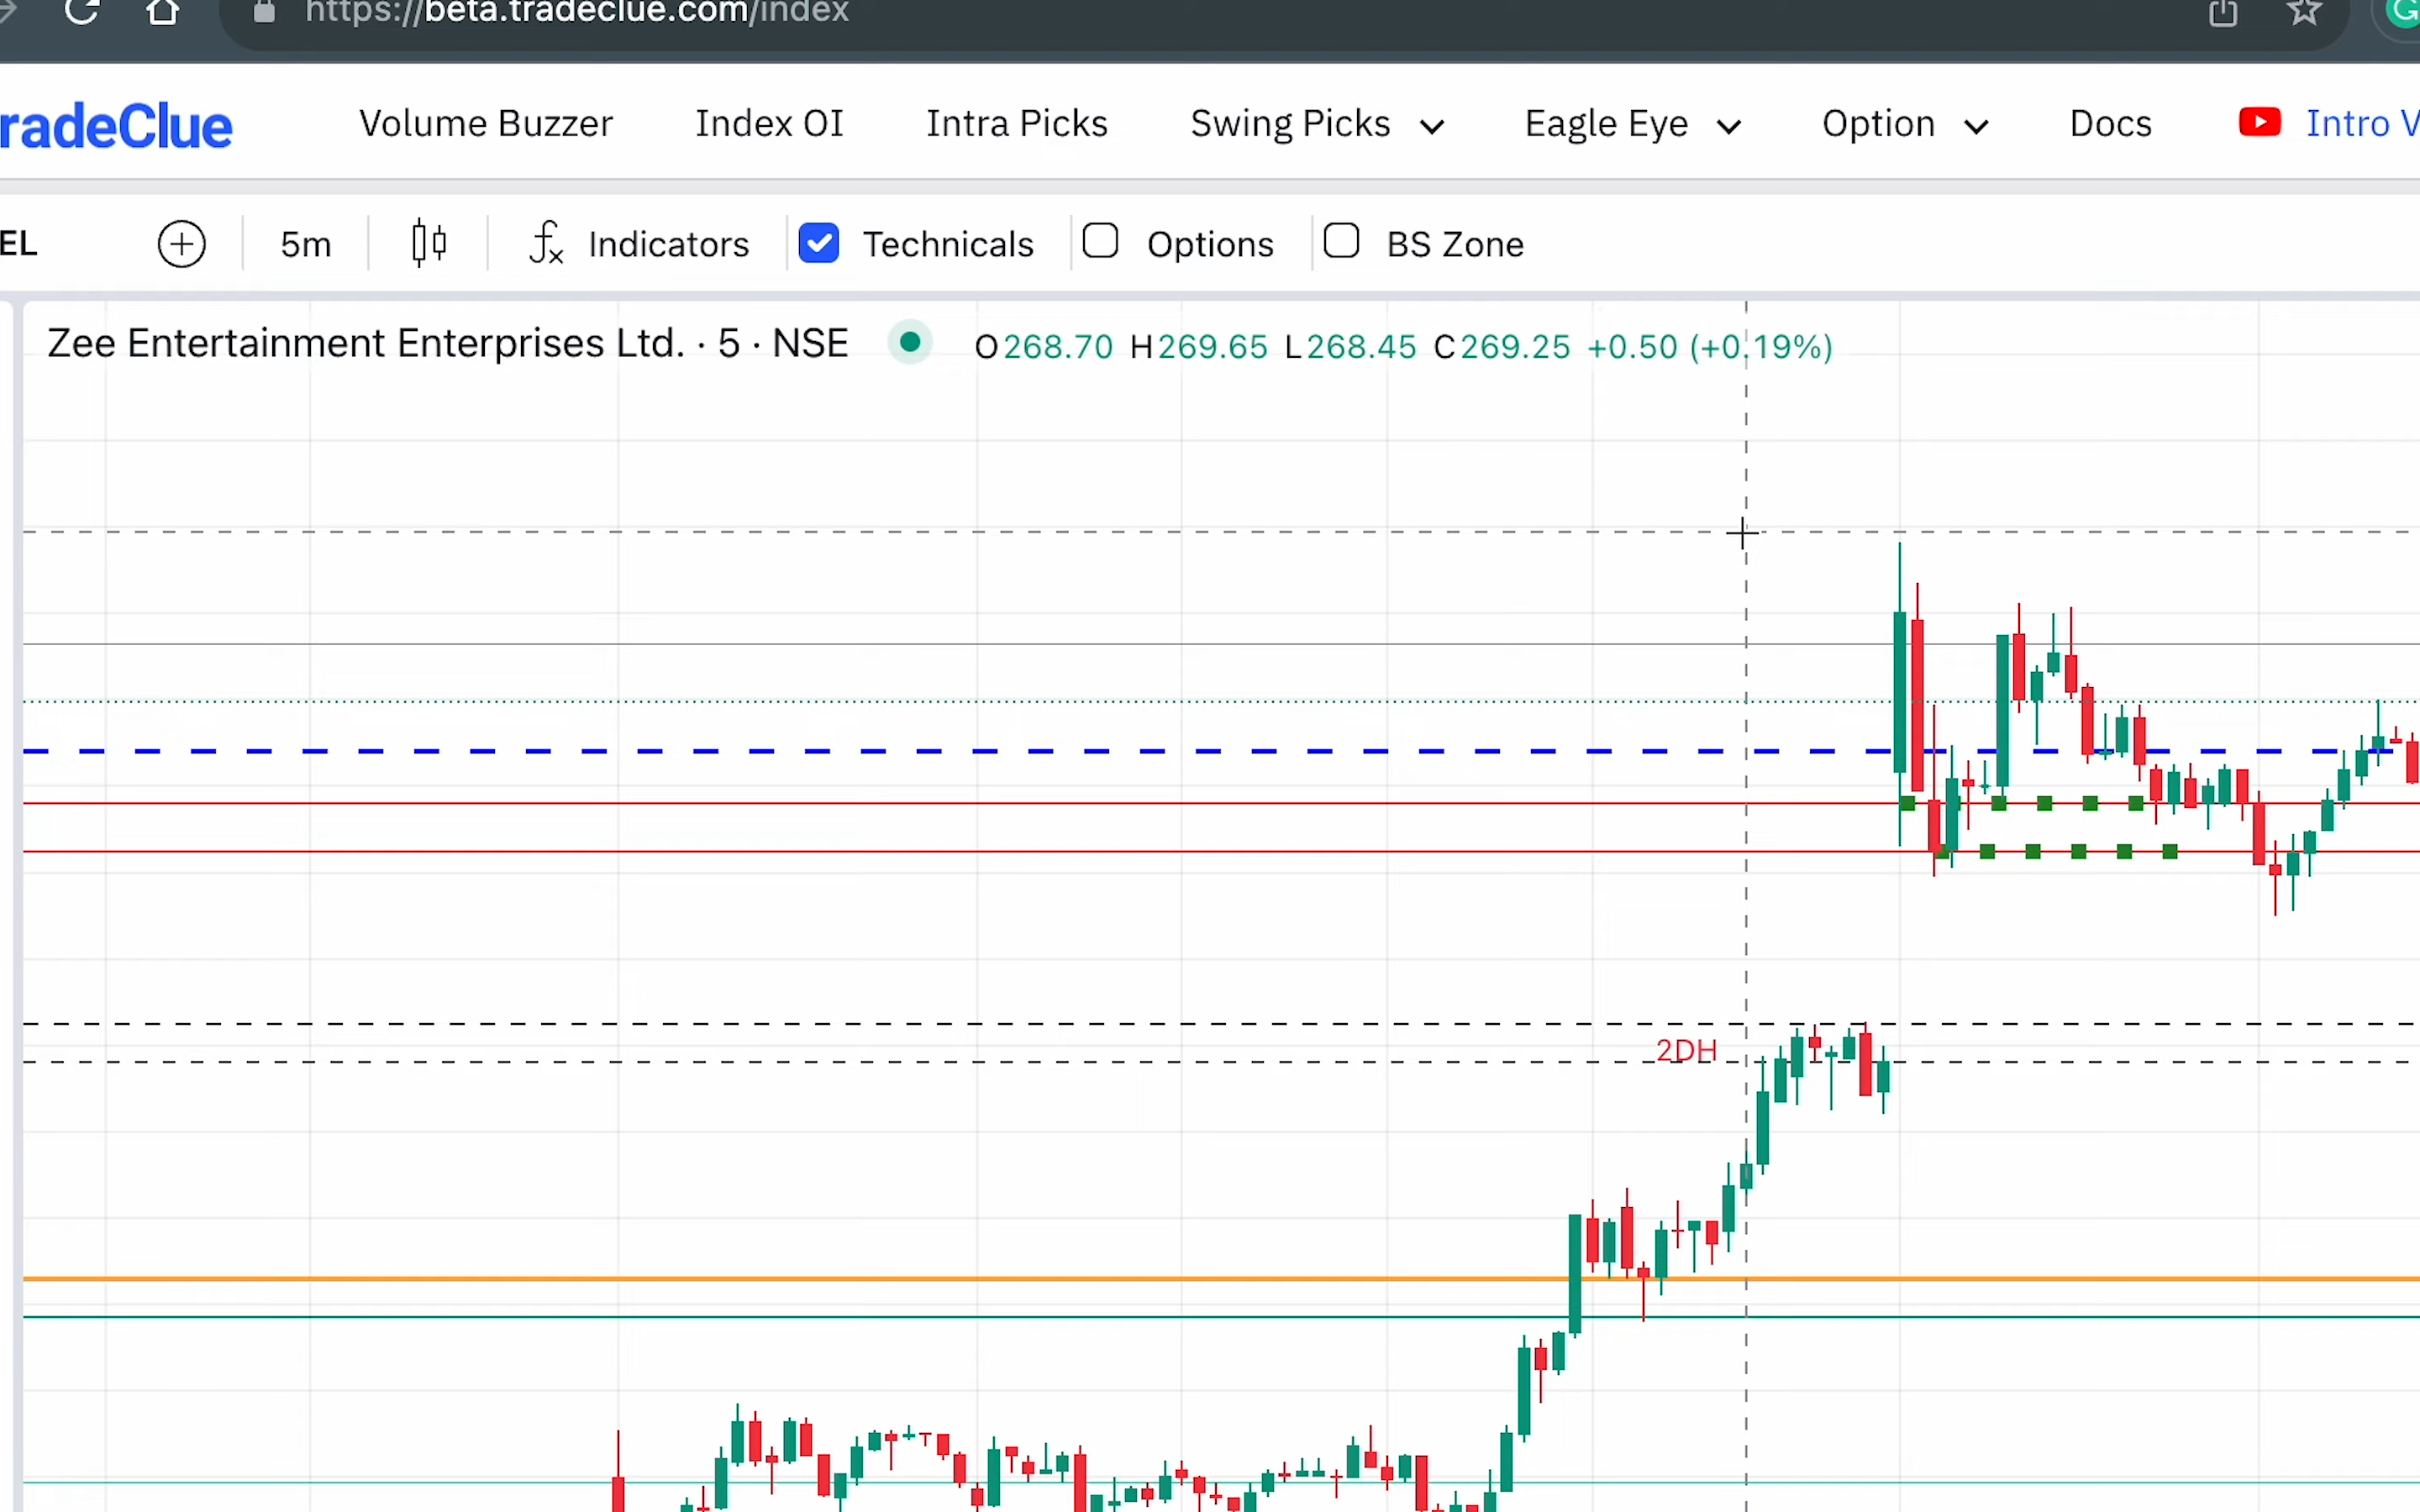 https://beta.tradeclue.com/index
radeClue Volume Buzzer Index OI Intra Picks Swing Picks Eagle Eye Option Docs Intro V
EL 5m fx Indicators Technicals Options BS Zone
Zee Entertainment Enterprises Ltd. · 5 · NSE O268.70 H269.65 L268.45 C269.25 +0.50 (+0.19%)
2DH